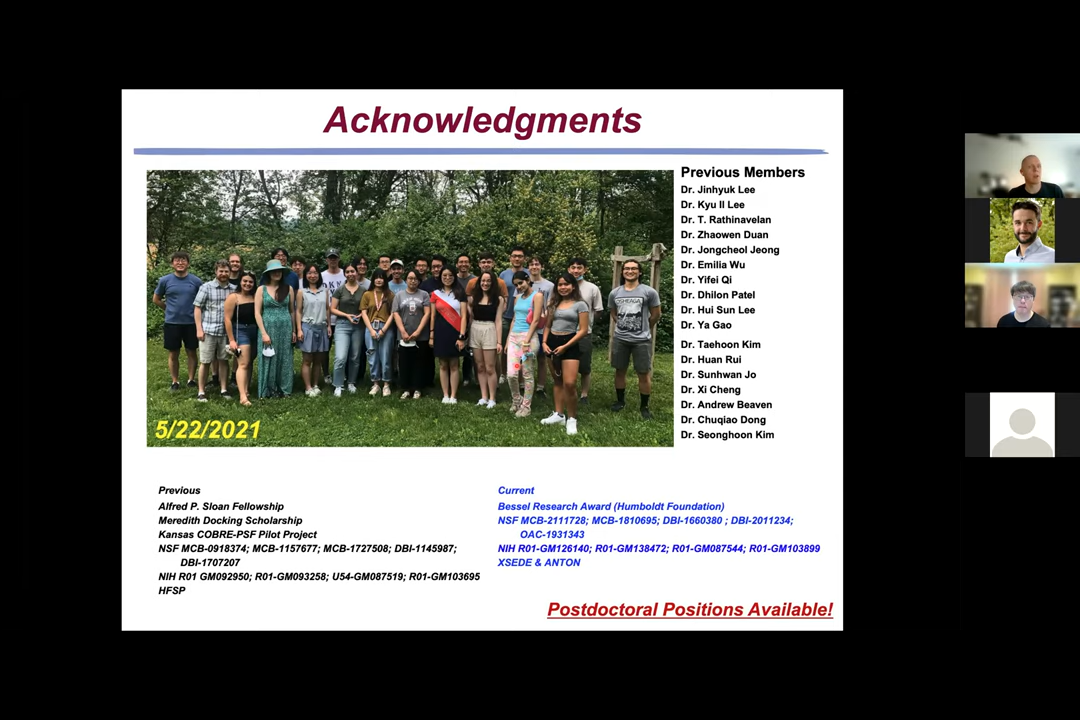 Acknowledgments
5/22/2021
Previous Members
Dr. Jinhyuk Lee
Dr. Kyu Il Lee
Dr. T. Rathinavelan
Dr. Zhaowen Duan
Dr. Jongcheol Jeong
Dr. Emilia Wu
Dr. Yifei Qi
Dr. Dhilon Patel
Dr. Hui Sun Lee
Dr. Ya Gao
Dr. Taehoon Kim
Dr. Huan Rui
Dr. Sunhwan Jo
Dr. Xi Cheng
Dr. Andrew Beaven
Dr. Chuqiao Dong
Dr. Seonghoon Kim
Previous
Alfred P. Sloan Fellowship
Meredith Docking Scholarship
Kansas COBRE-PSF Pilot Project
NSF MCB-0918374; MCB-1157677; MCB-1727508; DBI-1145987;
DBI-1707207
NIH R01 GM092950; R01-GM093258; U54-GM087519; R01-GM103695
HFSP
Current
Bessel Research Award (Humboldt Foundation)
NSF MCB-2111728; MCB-1810695; DBI-1660380 ; DBI-2011234;
OAC-1931343
NIH R01-GM126140; R01-GM138472; R01-GM087544; R01-GM103899
XSEDE & ANTON
Postdoctoral Positions Available!